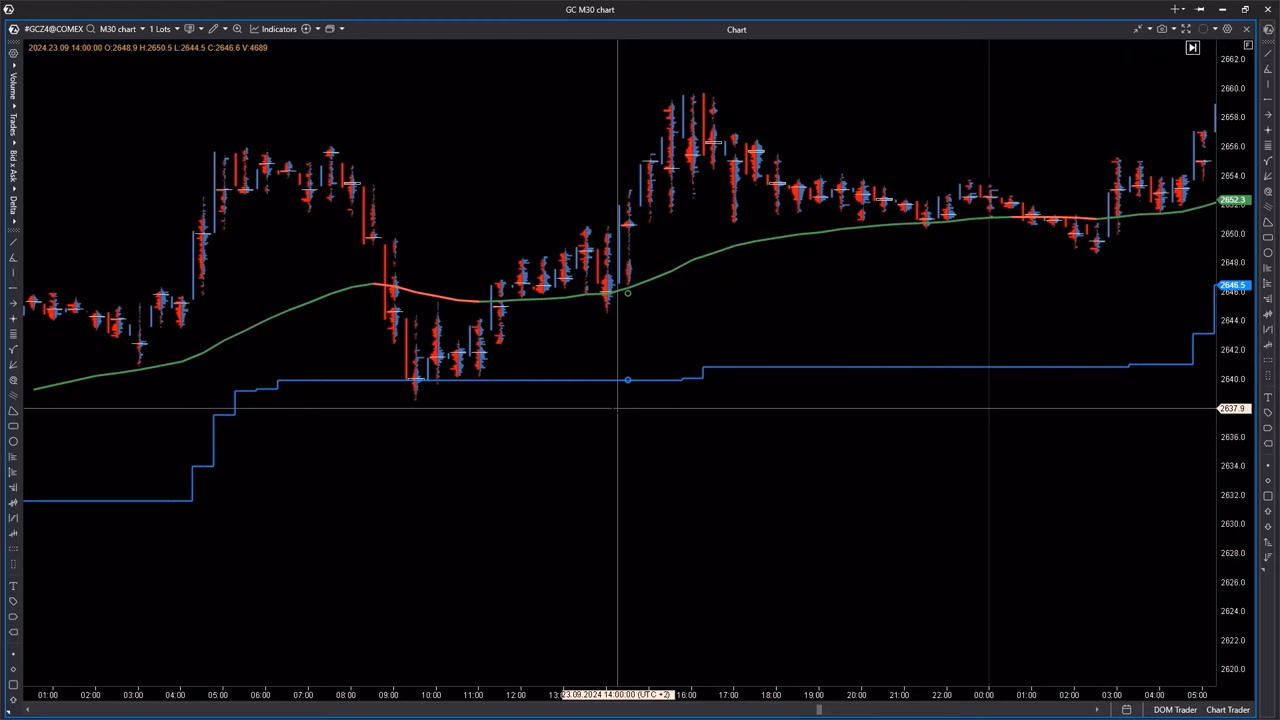 GC M30 chart
#GCZ4@COMEX M30 chart 1 Lots Indicators Chart
2024.23.09 14:00:00 O:2648.9 H:2650.5 L:2644.5 C:2646.6 V:4689
F
Volume
Trades
Bid x Ask
Delta
2662.0
2660.0
2658.0
2656.0
2654.0
2652.3
2650.0
2648.0
2646.5
2644.0
2642.0
2640.0
2637.9
2636.0
2634.0
2632.0
2630.0
2628.0
2626.0
2624.0
2622.0
2620.0
01:00 02:00 03:00 04:00 05:00 06:00 07:00 08:00 09:00 10:00 11:00 12:00 23.09.2024 14:00:00 (UTC +2) 16:00 17:00 18:00 19:00 20:00 21:00 22:00 00:00 01:00 02:00 03:00 04:00 05:00
DOM Trader Chart Trader